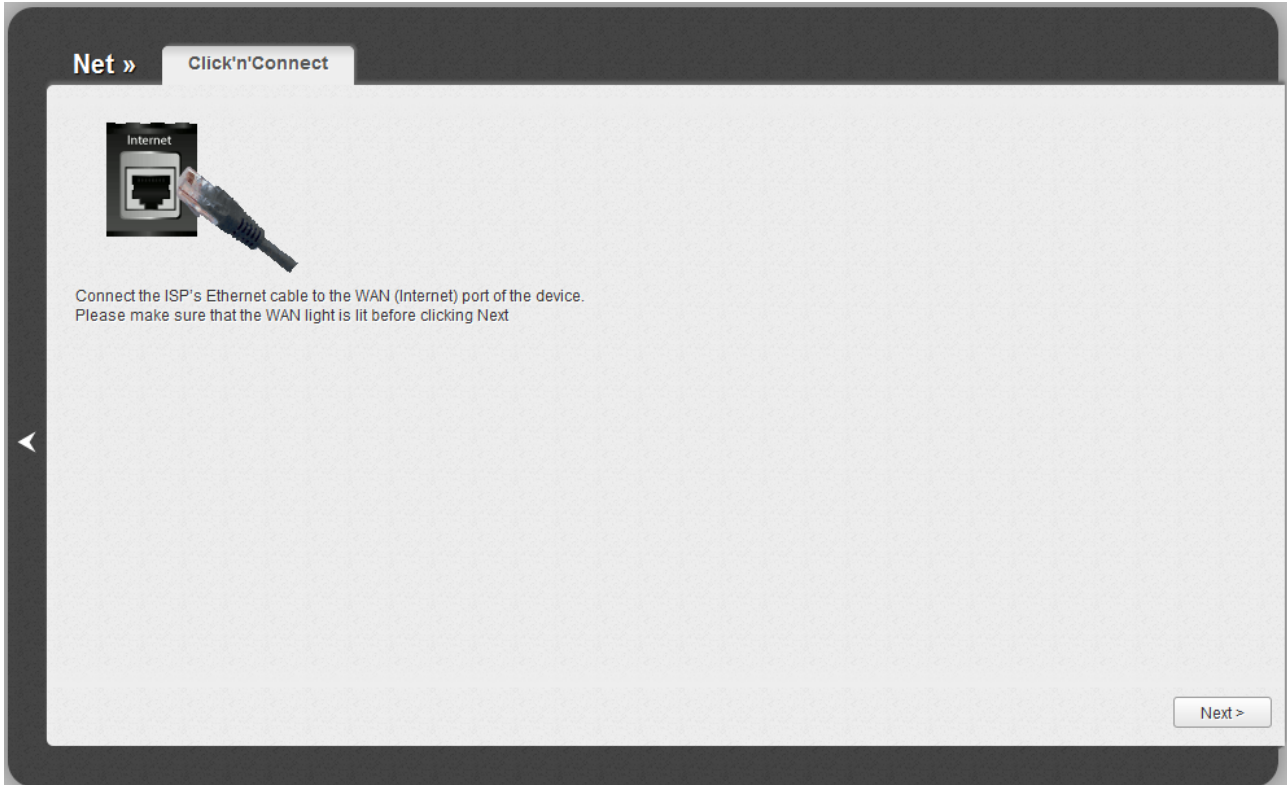 Net »
Click'n'Connect
Internet
Connect the ISP's Ethernet cable to the WAN (Internet) port of the device.
Please make sure that the WAN light is lit before clicking Next
Next >